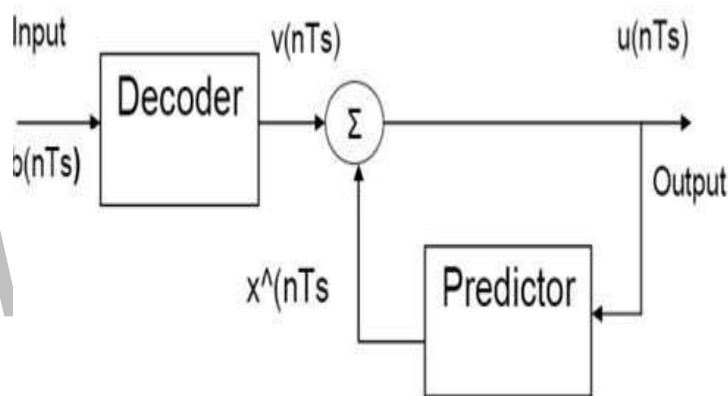 Input
v(nTs)
u(nTs)
Decoder
Σ
b(nTs)
Output
x^(nTs
Predictor